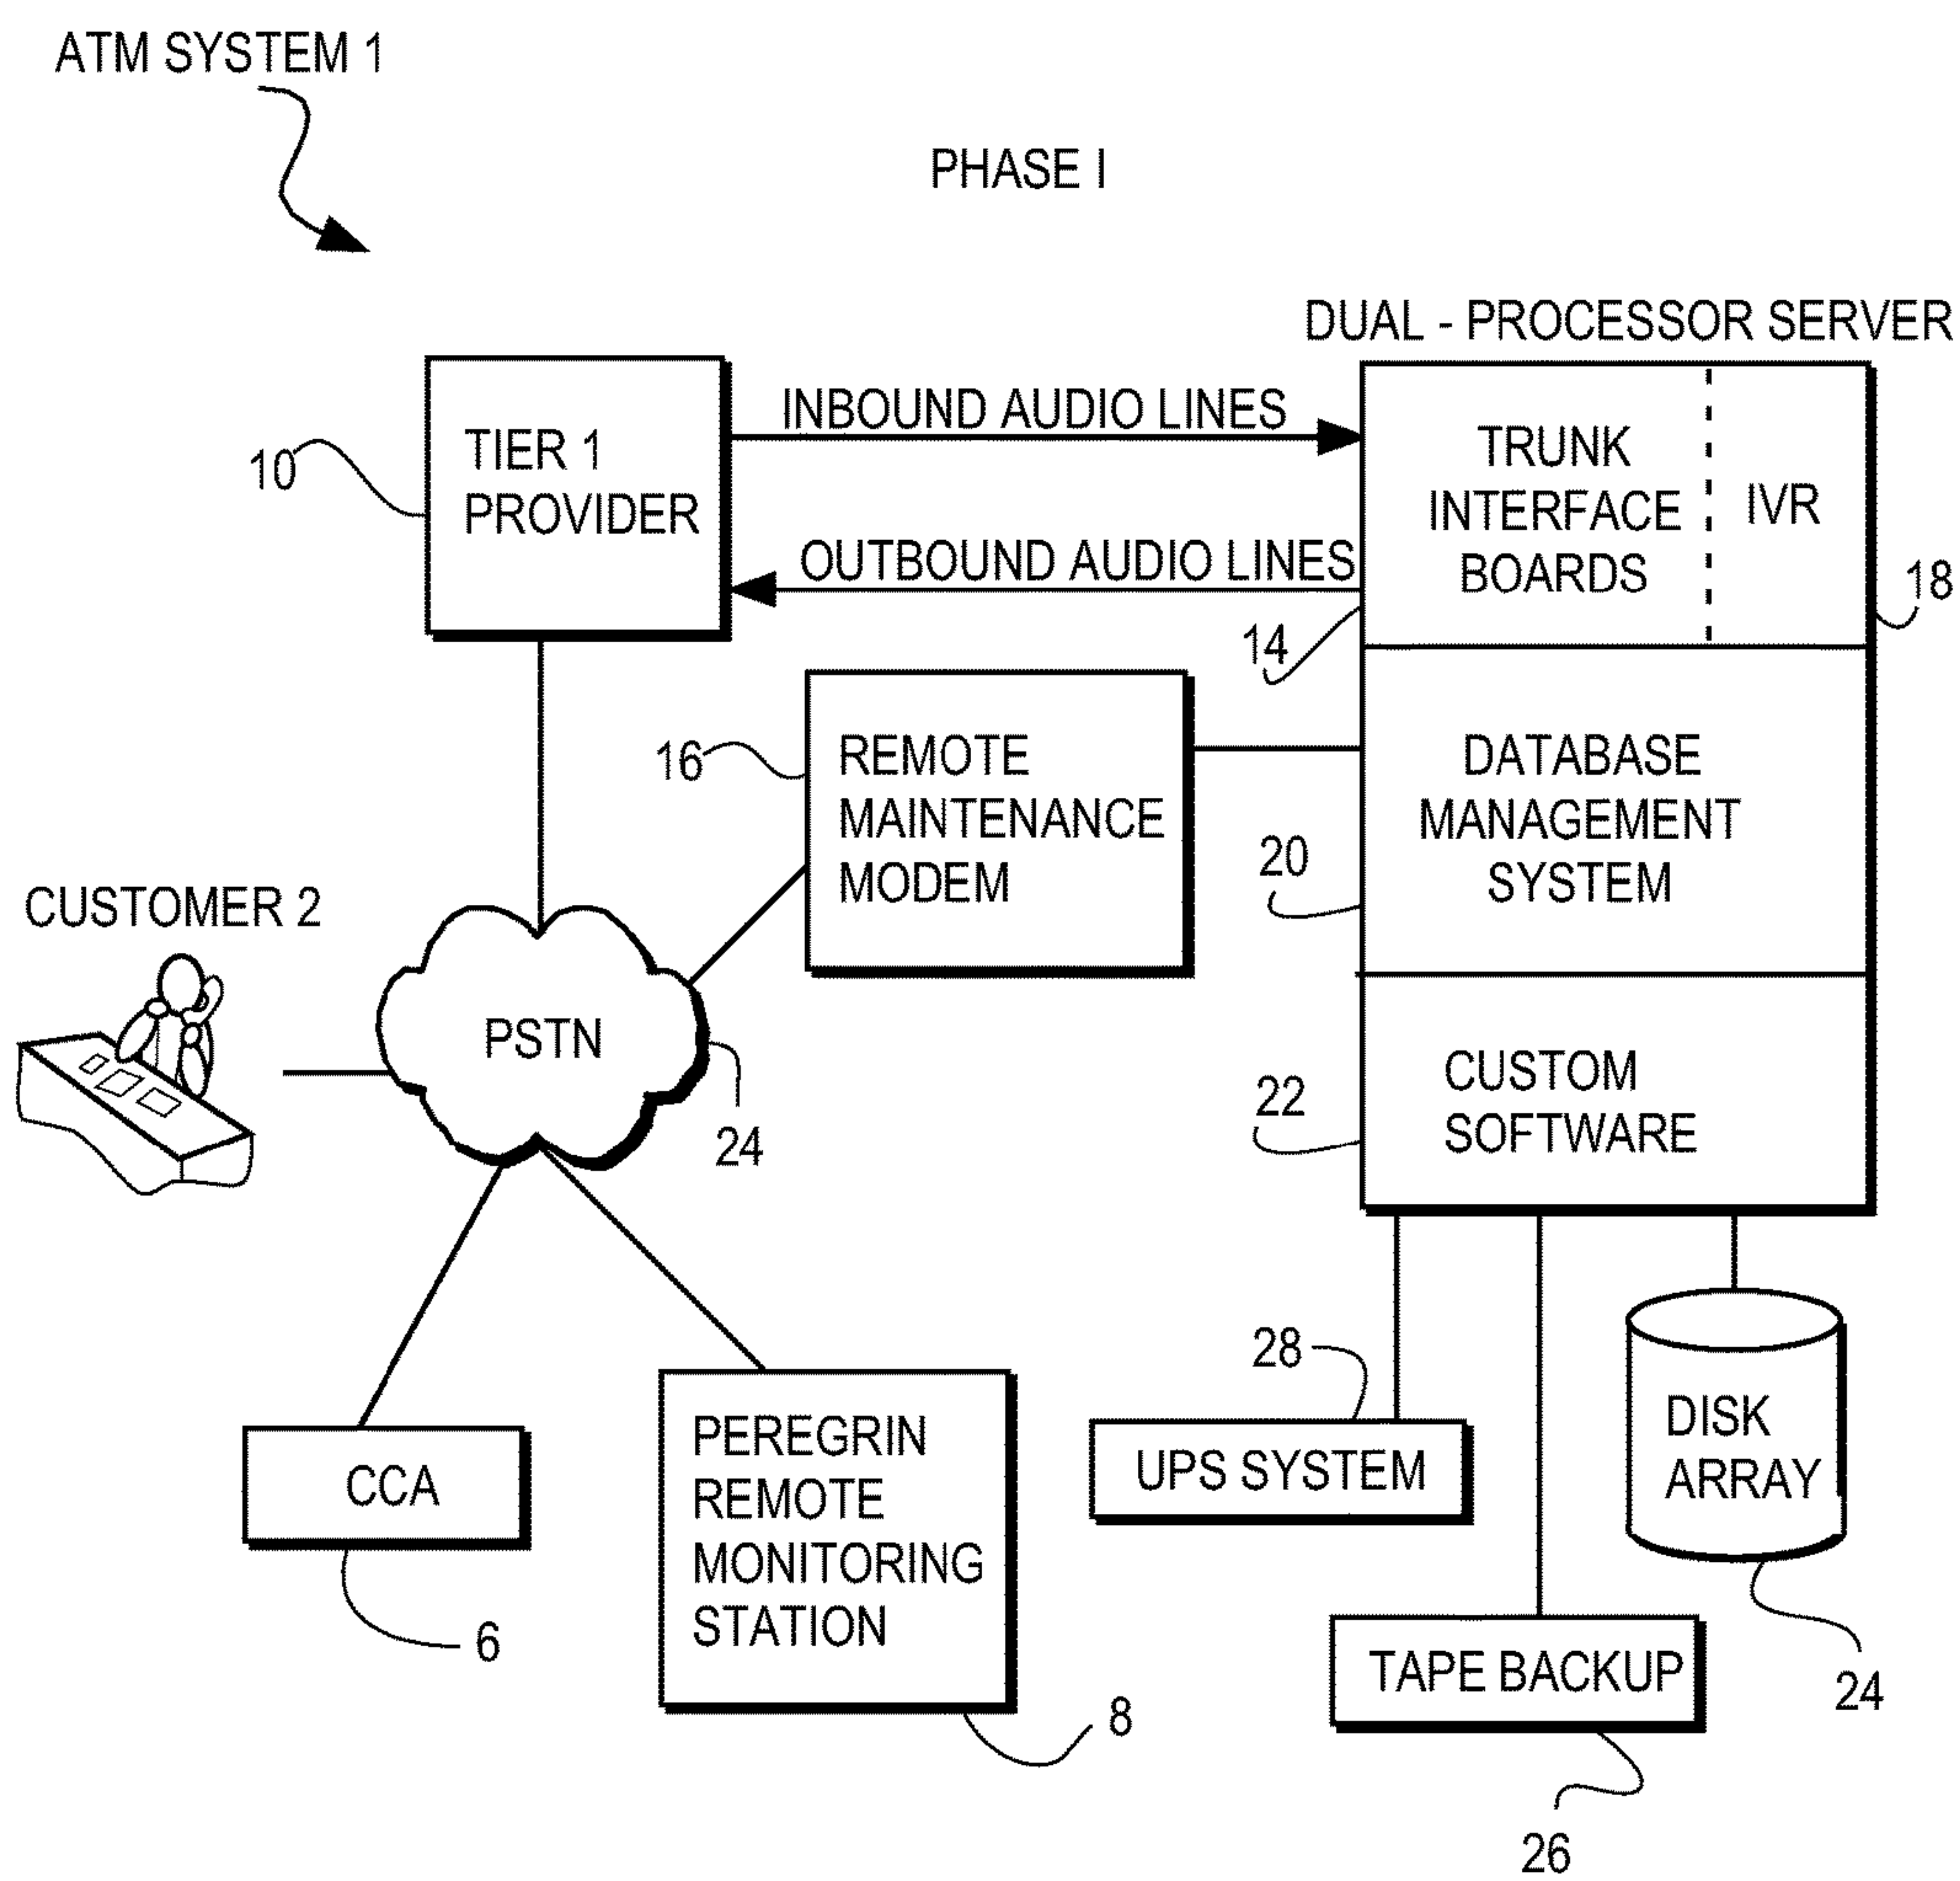 ATM SYSTEM 1
PHASE I
DUAL - PROCESSOR SERVER
INBOUND AUDIO LINES
TIER 1
PROVIDER
10
OUTBOUND AUDIO LINES
TRUNK
INTERFACE
BOARDS
IVR
18
14
REMOTE
MAINTENANCE
MODEM
16
DATABASE
MANAGEMENT
SYSTEM
20
CUSTOMER 2
PSTN
24
CUSTOM
SOFTWARE
22
28
UPS SYSTEM
DISK
ARRAY
24
CCA
6
PEREGRIN
REMOTE
MONITORING
STATION
8
TAPE BACKUP
26